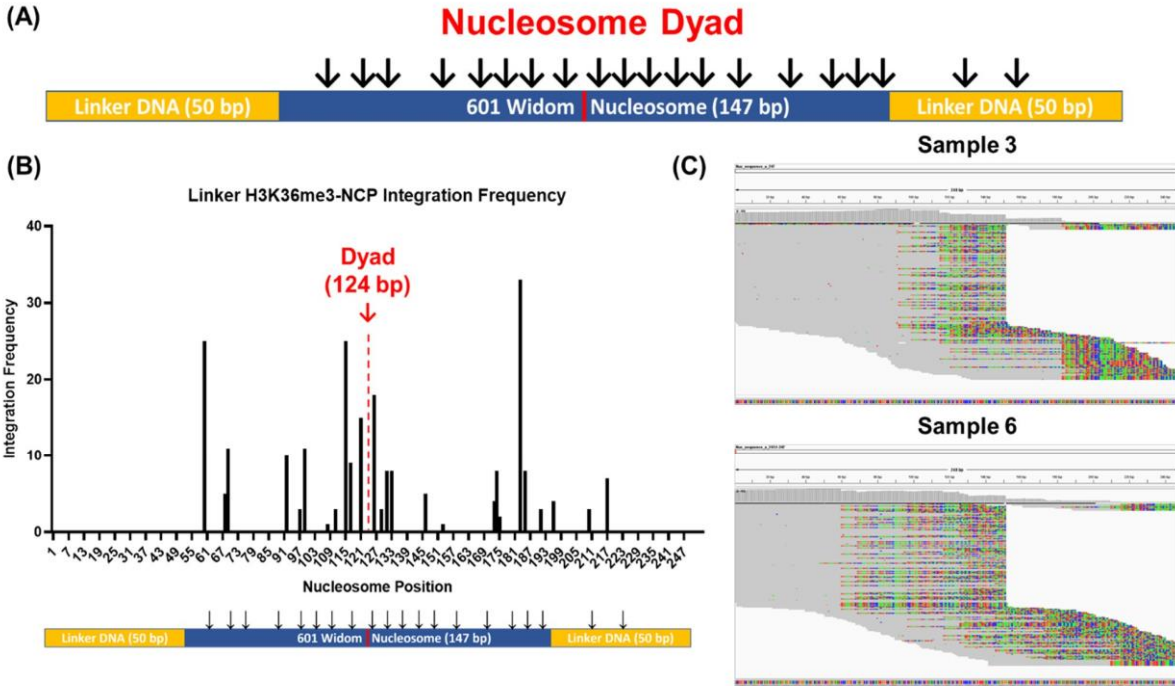 (A)
Nucleosome Dyad
Linker DNA (50 bp)
601 Widom
Nucleosome (147 bp)
Linker DNA (50 bp)
(B)
Linker H3K36me3-NCP Integration Frequency
40
30
20
10
0
Integration Frequency
Dyad
(124 bp)
1 7 13 19 25 31 37 43 49 55 61 67 73 79 85 91 97 103 109 115 121 127 133 139 145 151 157 163 169 175 181 187 193 199 205 211 217 223 229 235 241 247
Nucleosome Position
Linker DNA (50 bp)
601 Widom
Nucleosome (147 bp)
Linker DNA (50 bp)
(C)
Sample 3
Sample 6